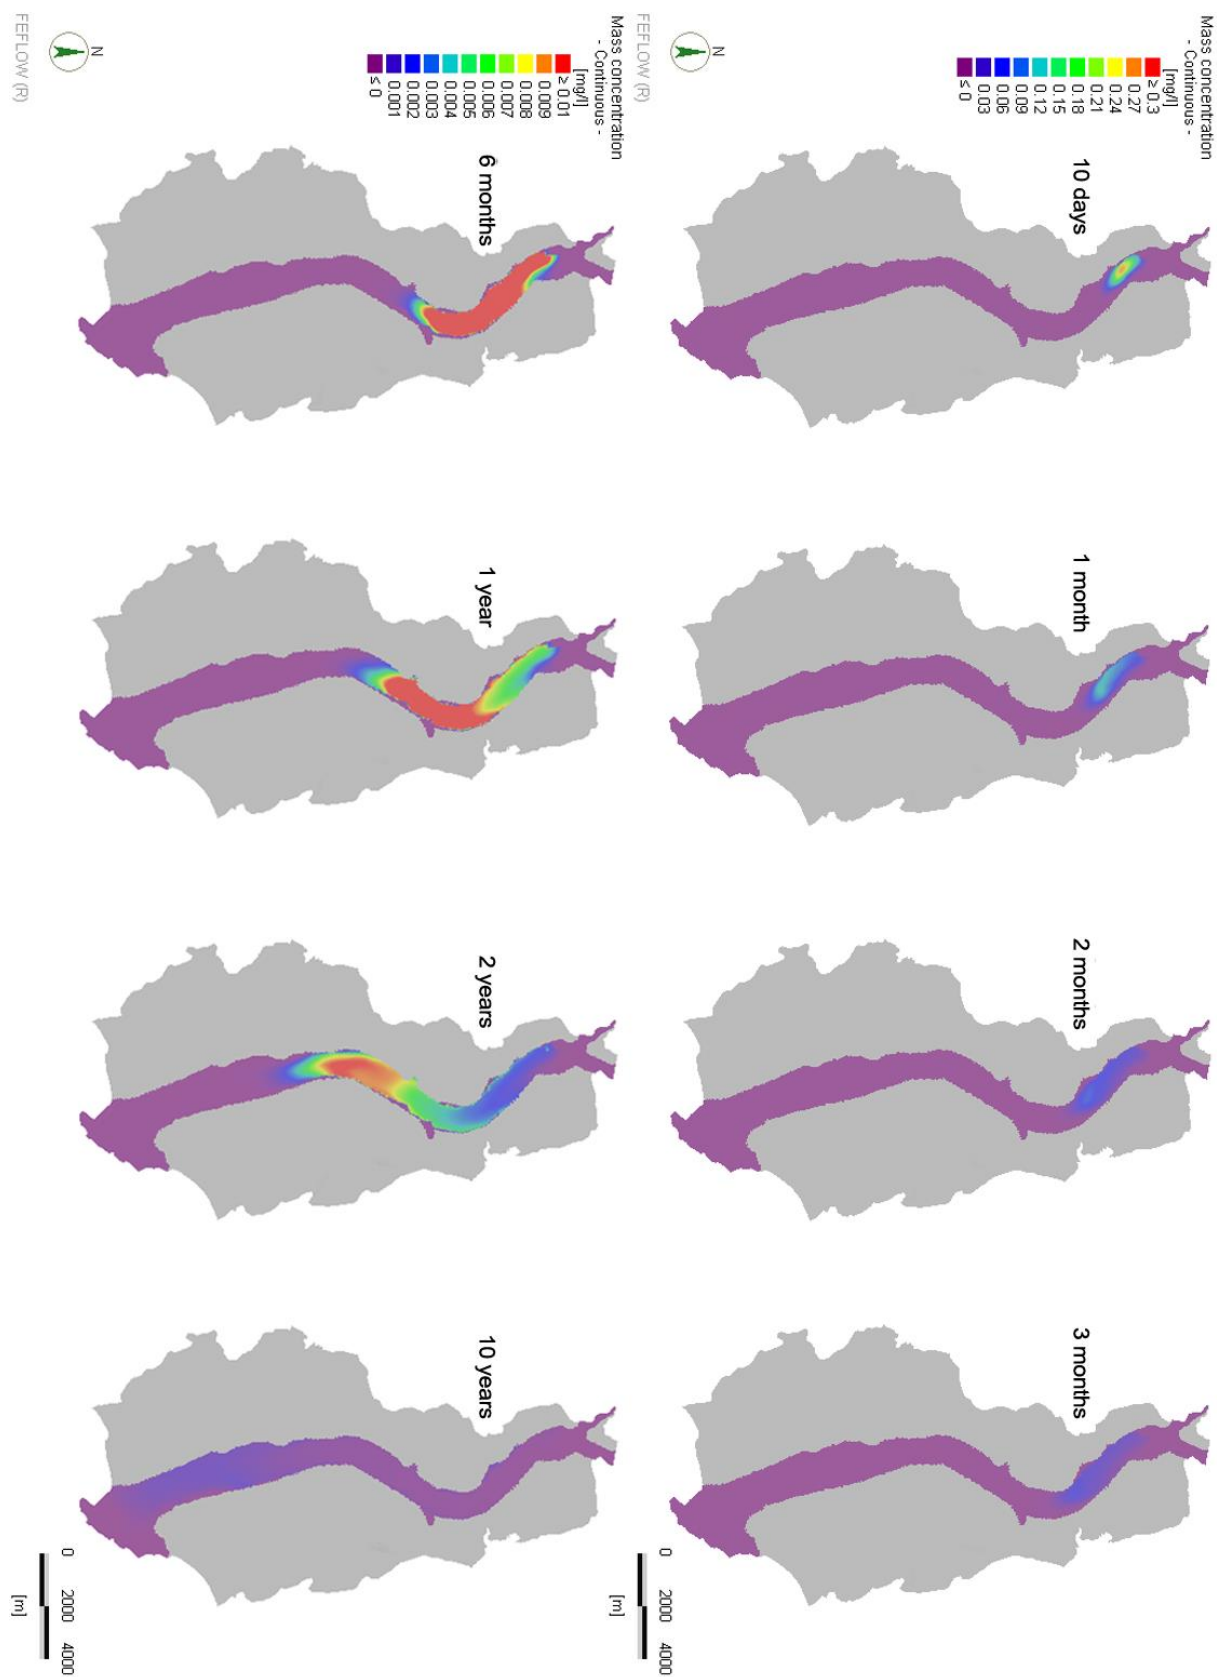 Mass concentration
- Continuous -
[mg/l]
≥ 0.3
0.27
0.24
0.21
0.18
0.15
0.12
0.09
0.06
0.03
≤ 0
N
FEFLOW (R)
10 days
1 month
2 months
3 months
0 2000 4000
[m]
Mass concentration
- Continuous -
[mg/l]
≥ 0.01
0.009
0.008
0.007
0.006
0.005
0.004
0.003
0.002
0.001
≤ 0
N
FEFLOW (R)
6 months
1 year
2 years
10 years
0 2000 4000
[m]